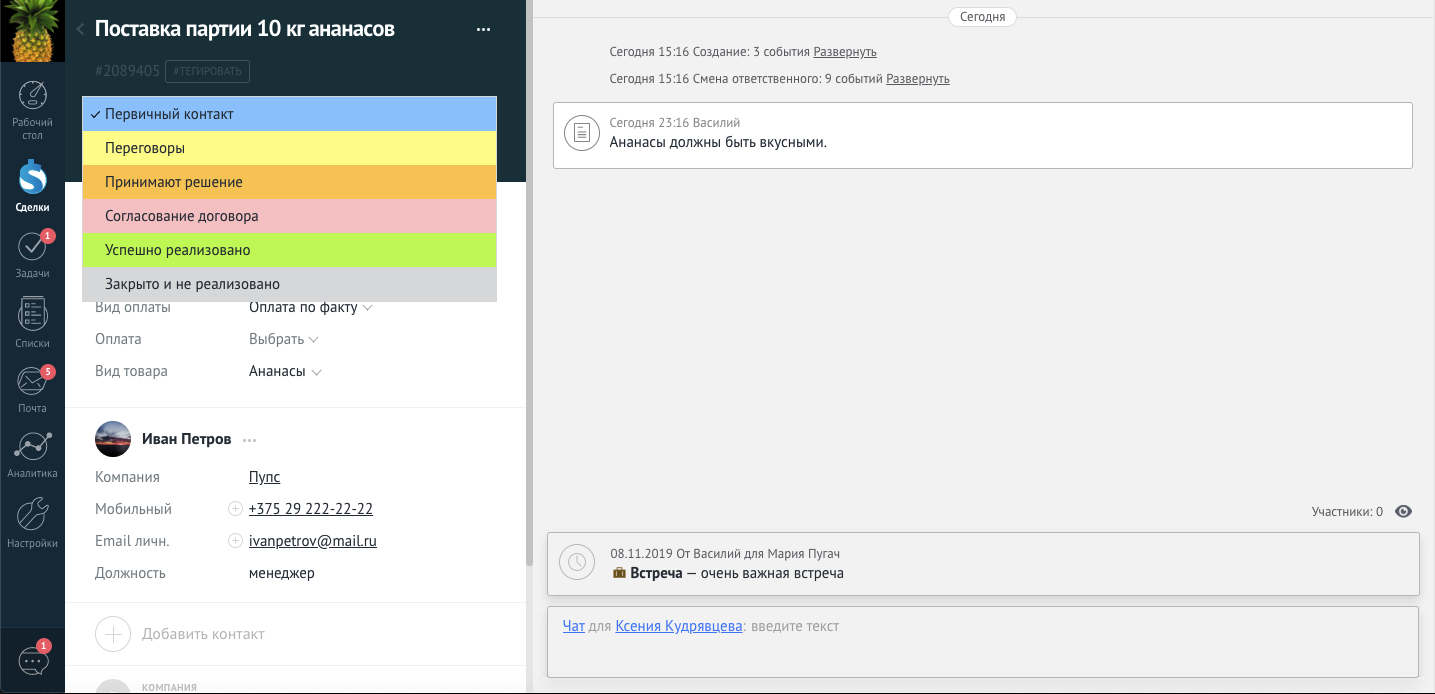 Рабочий
стол
Сделки
1
Задачи
Списки
5
Почта
Аналитика
Настройки
1
Поставка партии 10 кг ананасов
#2089405 #ТЕГИРОВАТЬ
Первичный контакт
Переговоры
Принимают решение
Согласование договора
Успешно реализовано
Закрыто и не реализовано
Вид оплаты Оплата по факту
Оплата Выбрать
Вид товара Ананасы
Иван Петров
Компания Пупс
Мобильный +375 29 222-22-22
Email личн. ivanpetrov@mail.ru
Должность менеджер
Добавить контакт
КОМПАНИЯ
Сегодня
Сегодня 15:16 Создание: 3 события Развернуть
Сегодня 15:16 Смена ответственного: 9 событий Развернуть
Сегодня 23:16 Василий
Ананасы должны быть вкусными.
Участники: 0
08.11.2019 От Василий для Мария Пугач
Встреча — очень важная встреча
Чат для Ксения Кудрявцева: введите текст